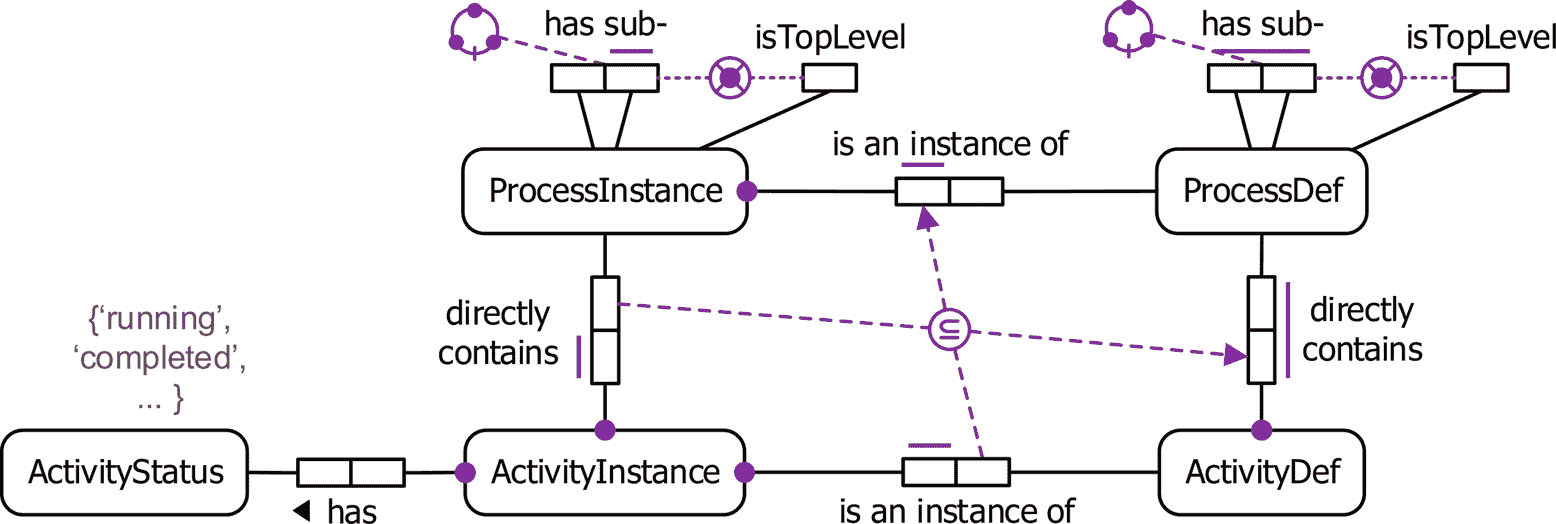 has sub-
isTopLevel
has sub-
isTopLevel
is an instance of
ProcessInstance
ProcessDef
directly
contains
⊆
directly
contains
{‘running’,
‘completed’,
... }
ActivityStatus
ActivityInstance
ActivityDef
◀ has
is an instance of